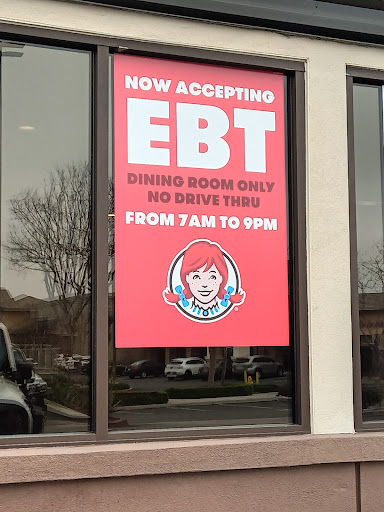 NOW ACCEPTING
EBT
DINING ROOM ONLY
NO DRIVE THRU
FROM 7AM TO 9PM